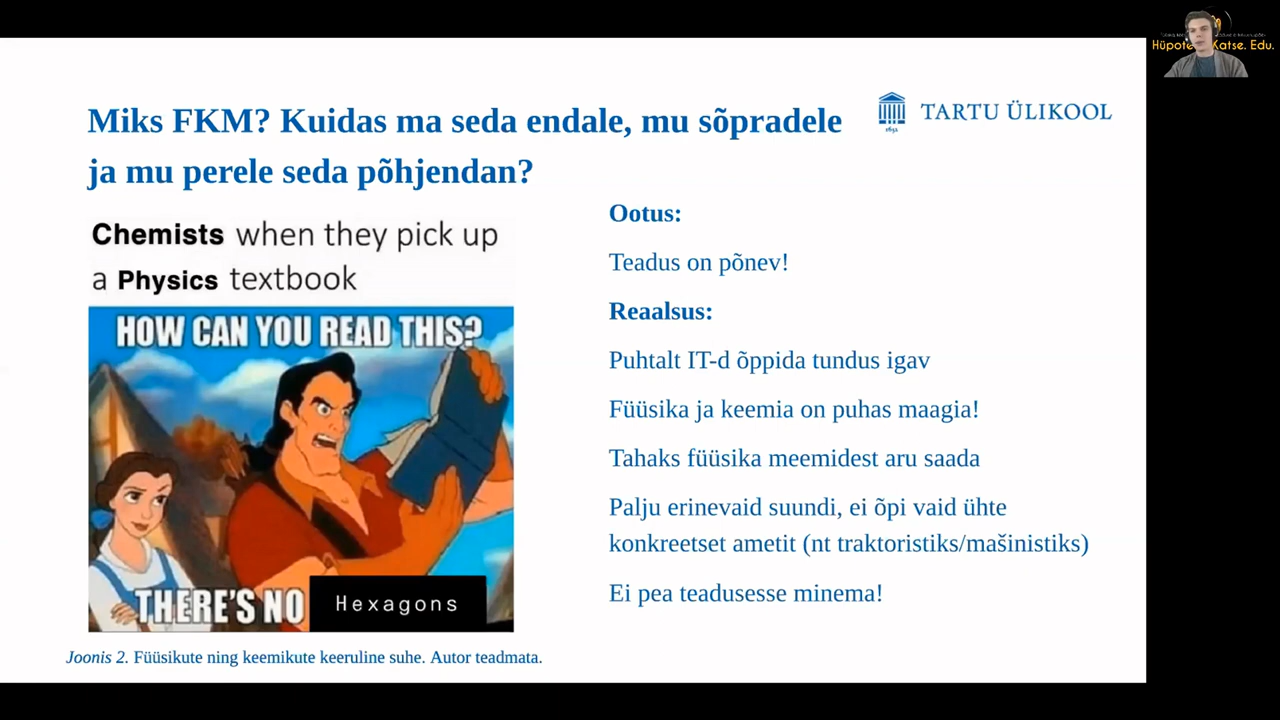 Miks FKM? Kuidas ma seda endale, mu sõpradele
ja mu perele seda põhjendan?
1632
TARTU ÜLIKOOL
Chemists when they pick up
a Physics textbook
HOW CAN YOU READ THIS?
THERE'S NO Hexagons
Joonis 2. Füüsikute ning keemikute keeruline suhe. Autor teadmata.
Ootus:
Teadus on põnev!
Reaalsus:
Puhtalt IT-d õppida tundus igav
Füüsika ja keemia on puhas maagia!
Tahaks füüsika meemidest aru saada
Palju erinevaid suundi, ei õpi vaid ühte
konkreetset ametit (nt traktoristiks/mašinistiks)
Ei pea teadusesse minema!
Katse. Edu.